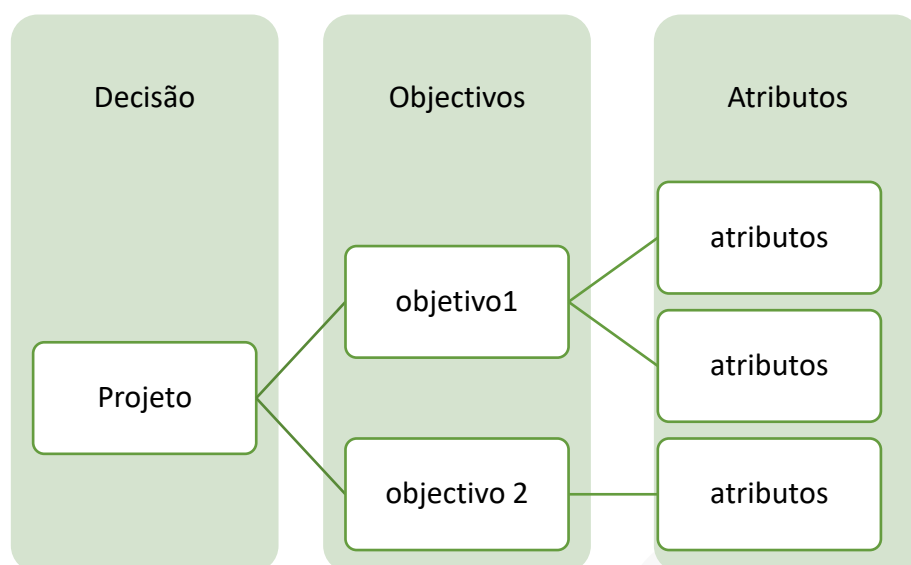 Decisão
Objectivos
Atributos
Projeto
objetivo1
objectivo 2
atributos
atributos
atributos